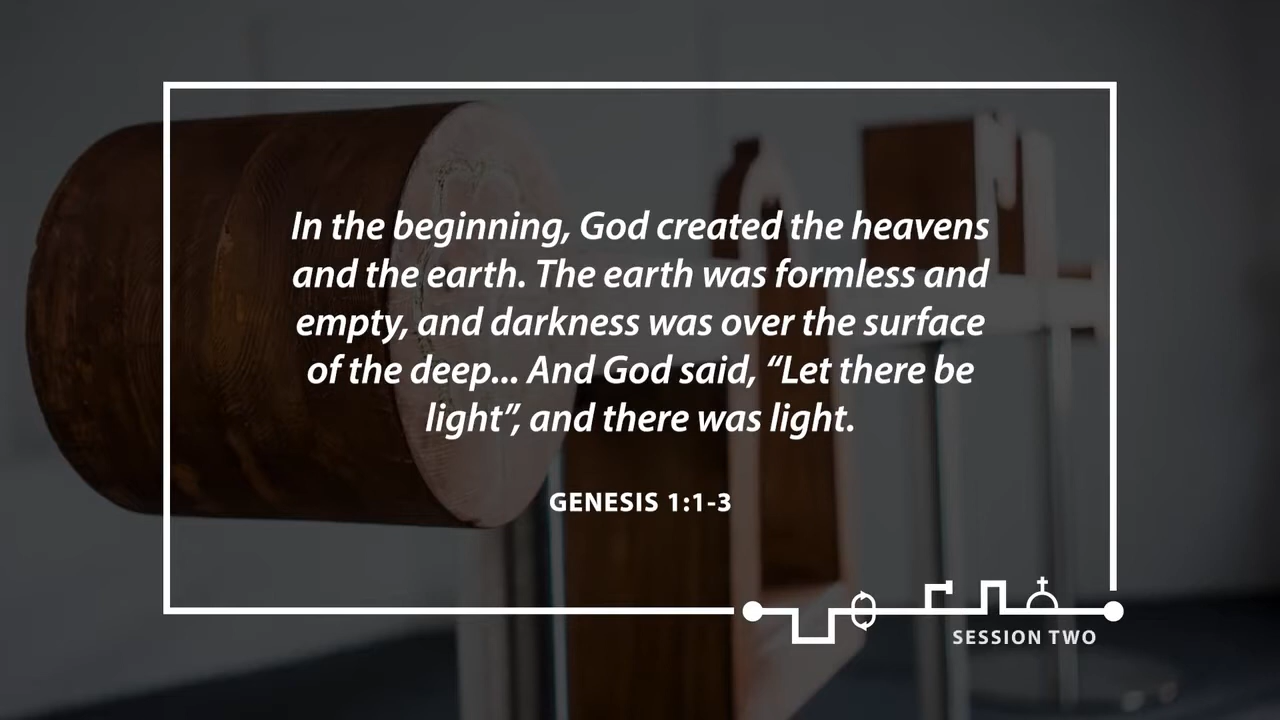 In the beginning, God created the heavens
and the earth. The earth was formless and
empty, and darkness was over the surface
of the deep... And God said, “Let there be
light”, and there was light.
GENESIS 1:1-3
SESSION TWO